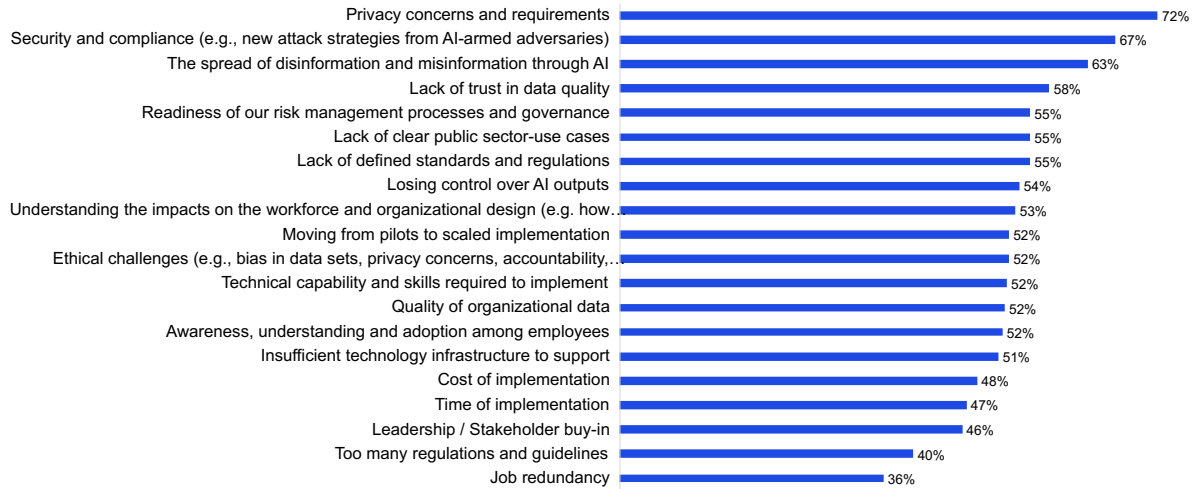 Privacy concerns and requirements 72%
Security and compliance (e.g., new attack strategies from AI-armed adversaries) 67%
The spread of disinformation and misinformation through AI 63%
Lack of trust in data quality 58%
Readiness of our risk management processes and governance 55%
Lack of clear public sector-use cases 55%
Lack of defined standards and regulations 55%
Losing control over AI outputs 54%
Understanding the impacts on the workforce and organizational design (e.g. how… 53%
Moving from pilots to scaled implementation 52%
Ethical challenges (e.g., bias in data sets, privacy concerns, accountability,… 52%
Technical capability and skills required to implement 52%
Quality of organizational data 52%
Awareness, understanding and adoption among employees 52%
Insufficient technology infrastructure to support 51%
Cost of implementation 48%
Time of implementation 47%
Leadership / Stakeholder buy-in 46%
Too many regulations and guidelines 40%
Job redundancy 36%